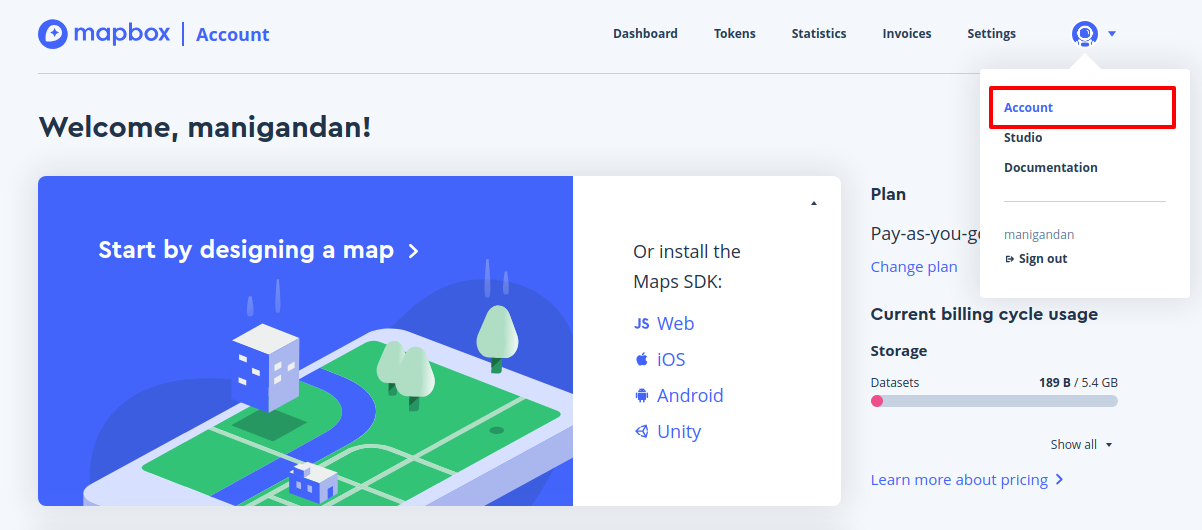 mapbox | Account
Dashboard
Tokens
Statistics
Invoices
Settings
Account
Studio
Documentation
manigandan
Sign out
Welcome, manigandan!
Start by designing a map
Or install the
Maps SDK:
JS Web
iOS
Android
Unity
Plan
Pay-as-you-g
Change plan
Current billing cycle usage
Storage
Datasets 189 B / 5.4 GB
Show all
Learn more about pricing